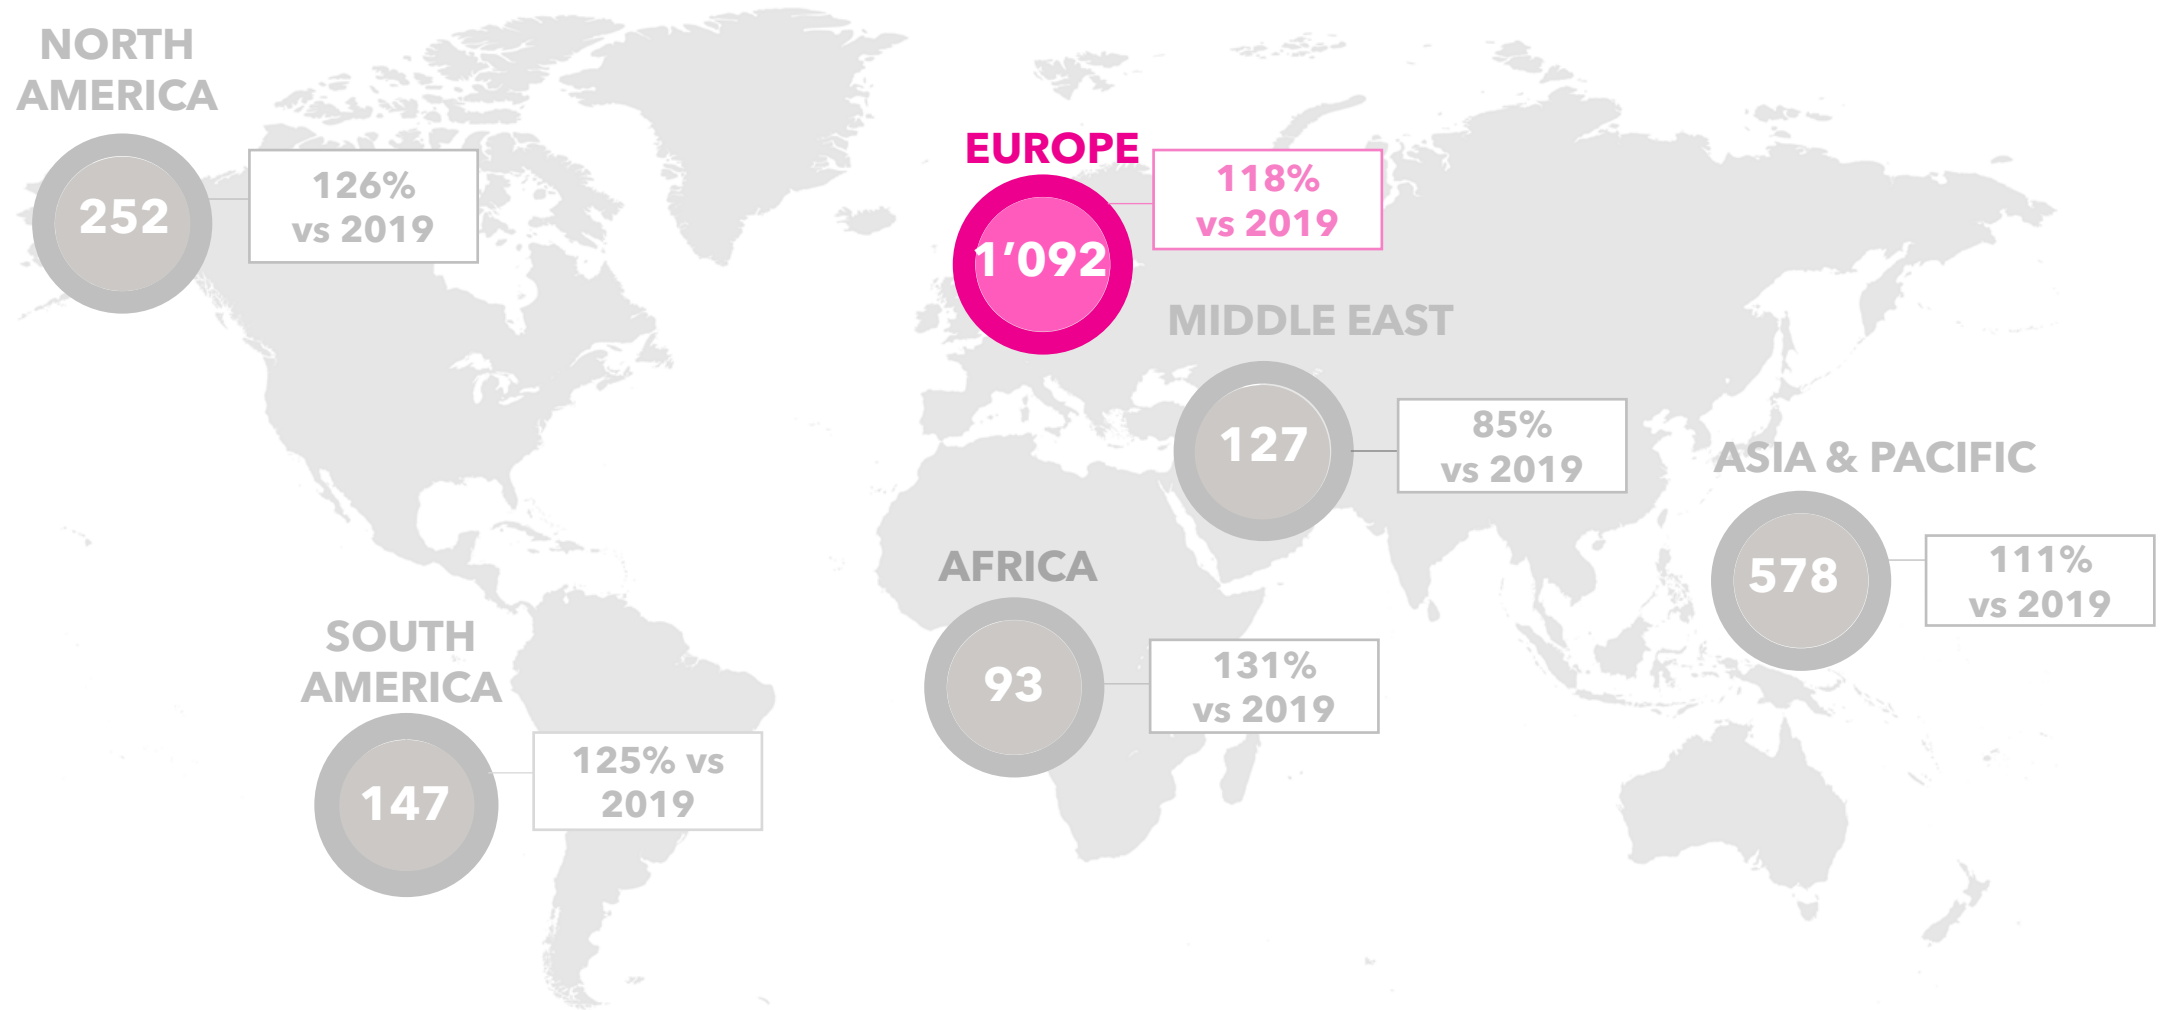 NORTH
AMERICA
252
126%
vs 2019
EUROPE
1’092
118%
vs 2019
MIDDLE EAST
127
85%
vs 2019
ASIA & PACIFIC
578
111%
vs 2019
AFRICA
93
131%
vs 2019
SOUTH
AMERICA
147
125% vs
2019